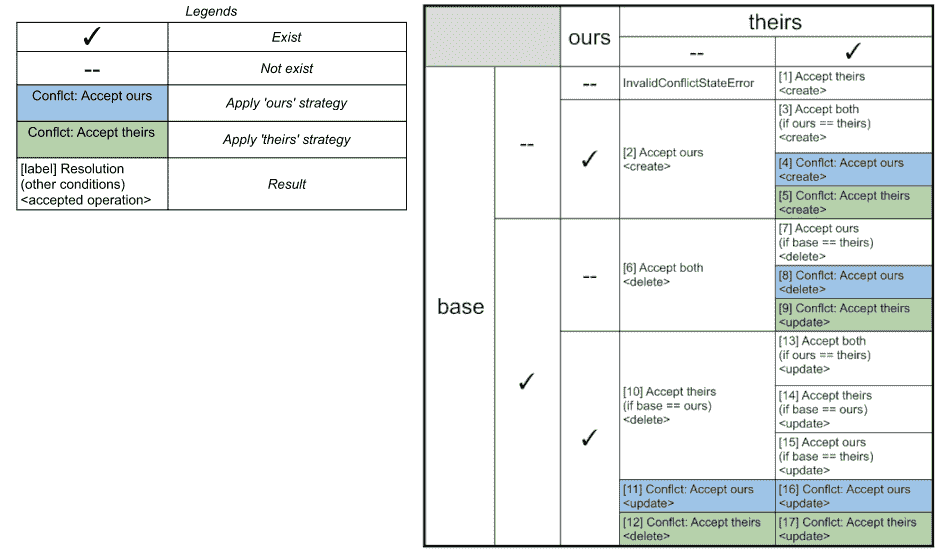 Legends
✓ Exist
-- Not exist
Conflct: Accept ours Apply 'ours' strategy
Conflct: Accept theirs Apply 'theirs' strategy
[label] Resolution
(other conditions)
<accepted operation>
Result
theirs
ours
-- ✓
base
--
--
InvalidConflictStateError
[1] Accept theirs
<create>
✓
[2] Accept ours
<create>
[3] Accept both
(if ours == theirs)
<create>
[4] Conflct: Accept ours
<create>
[5] Conflct: Accept theirs
<create>
✓
--
[6] Accept both
<delete>
[7] Accept ours
(if base == theirs)
<delete>
[8] Conflct: Accept ours
<delete>
[9] Conflct: Accept theirs
<update>
✓
[10] Accept theirs
(if base == ours)
<delete>
[11] Conflct: Accept ours
<update>
[12] Conflct: Accept theirs
<delete>
[13] Accept both
(if ours == theirs)
<update>
[14] Accept theirs
(if base == ours)
<update>
[15] Accept ours
(if base == theirs)
<update>
[16] Conflct: Accept ours
<update>
[17] Conflct: Accept theirs
<update>